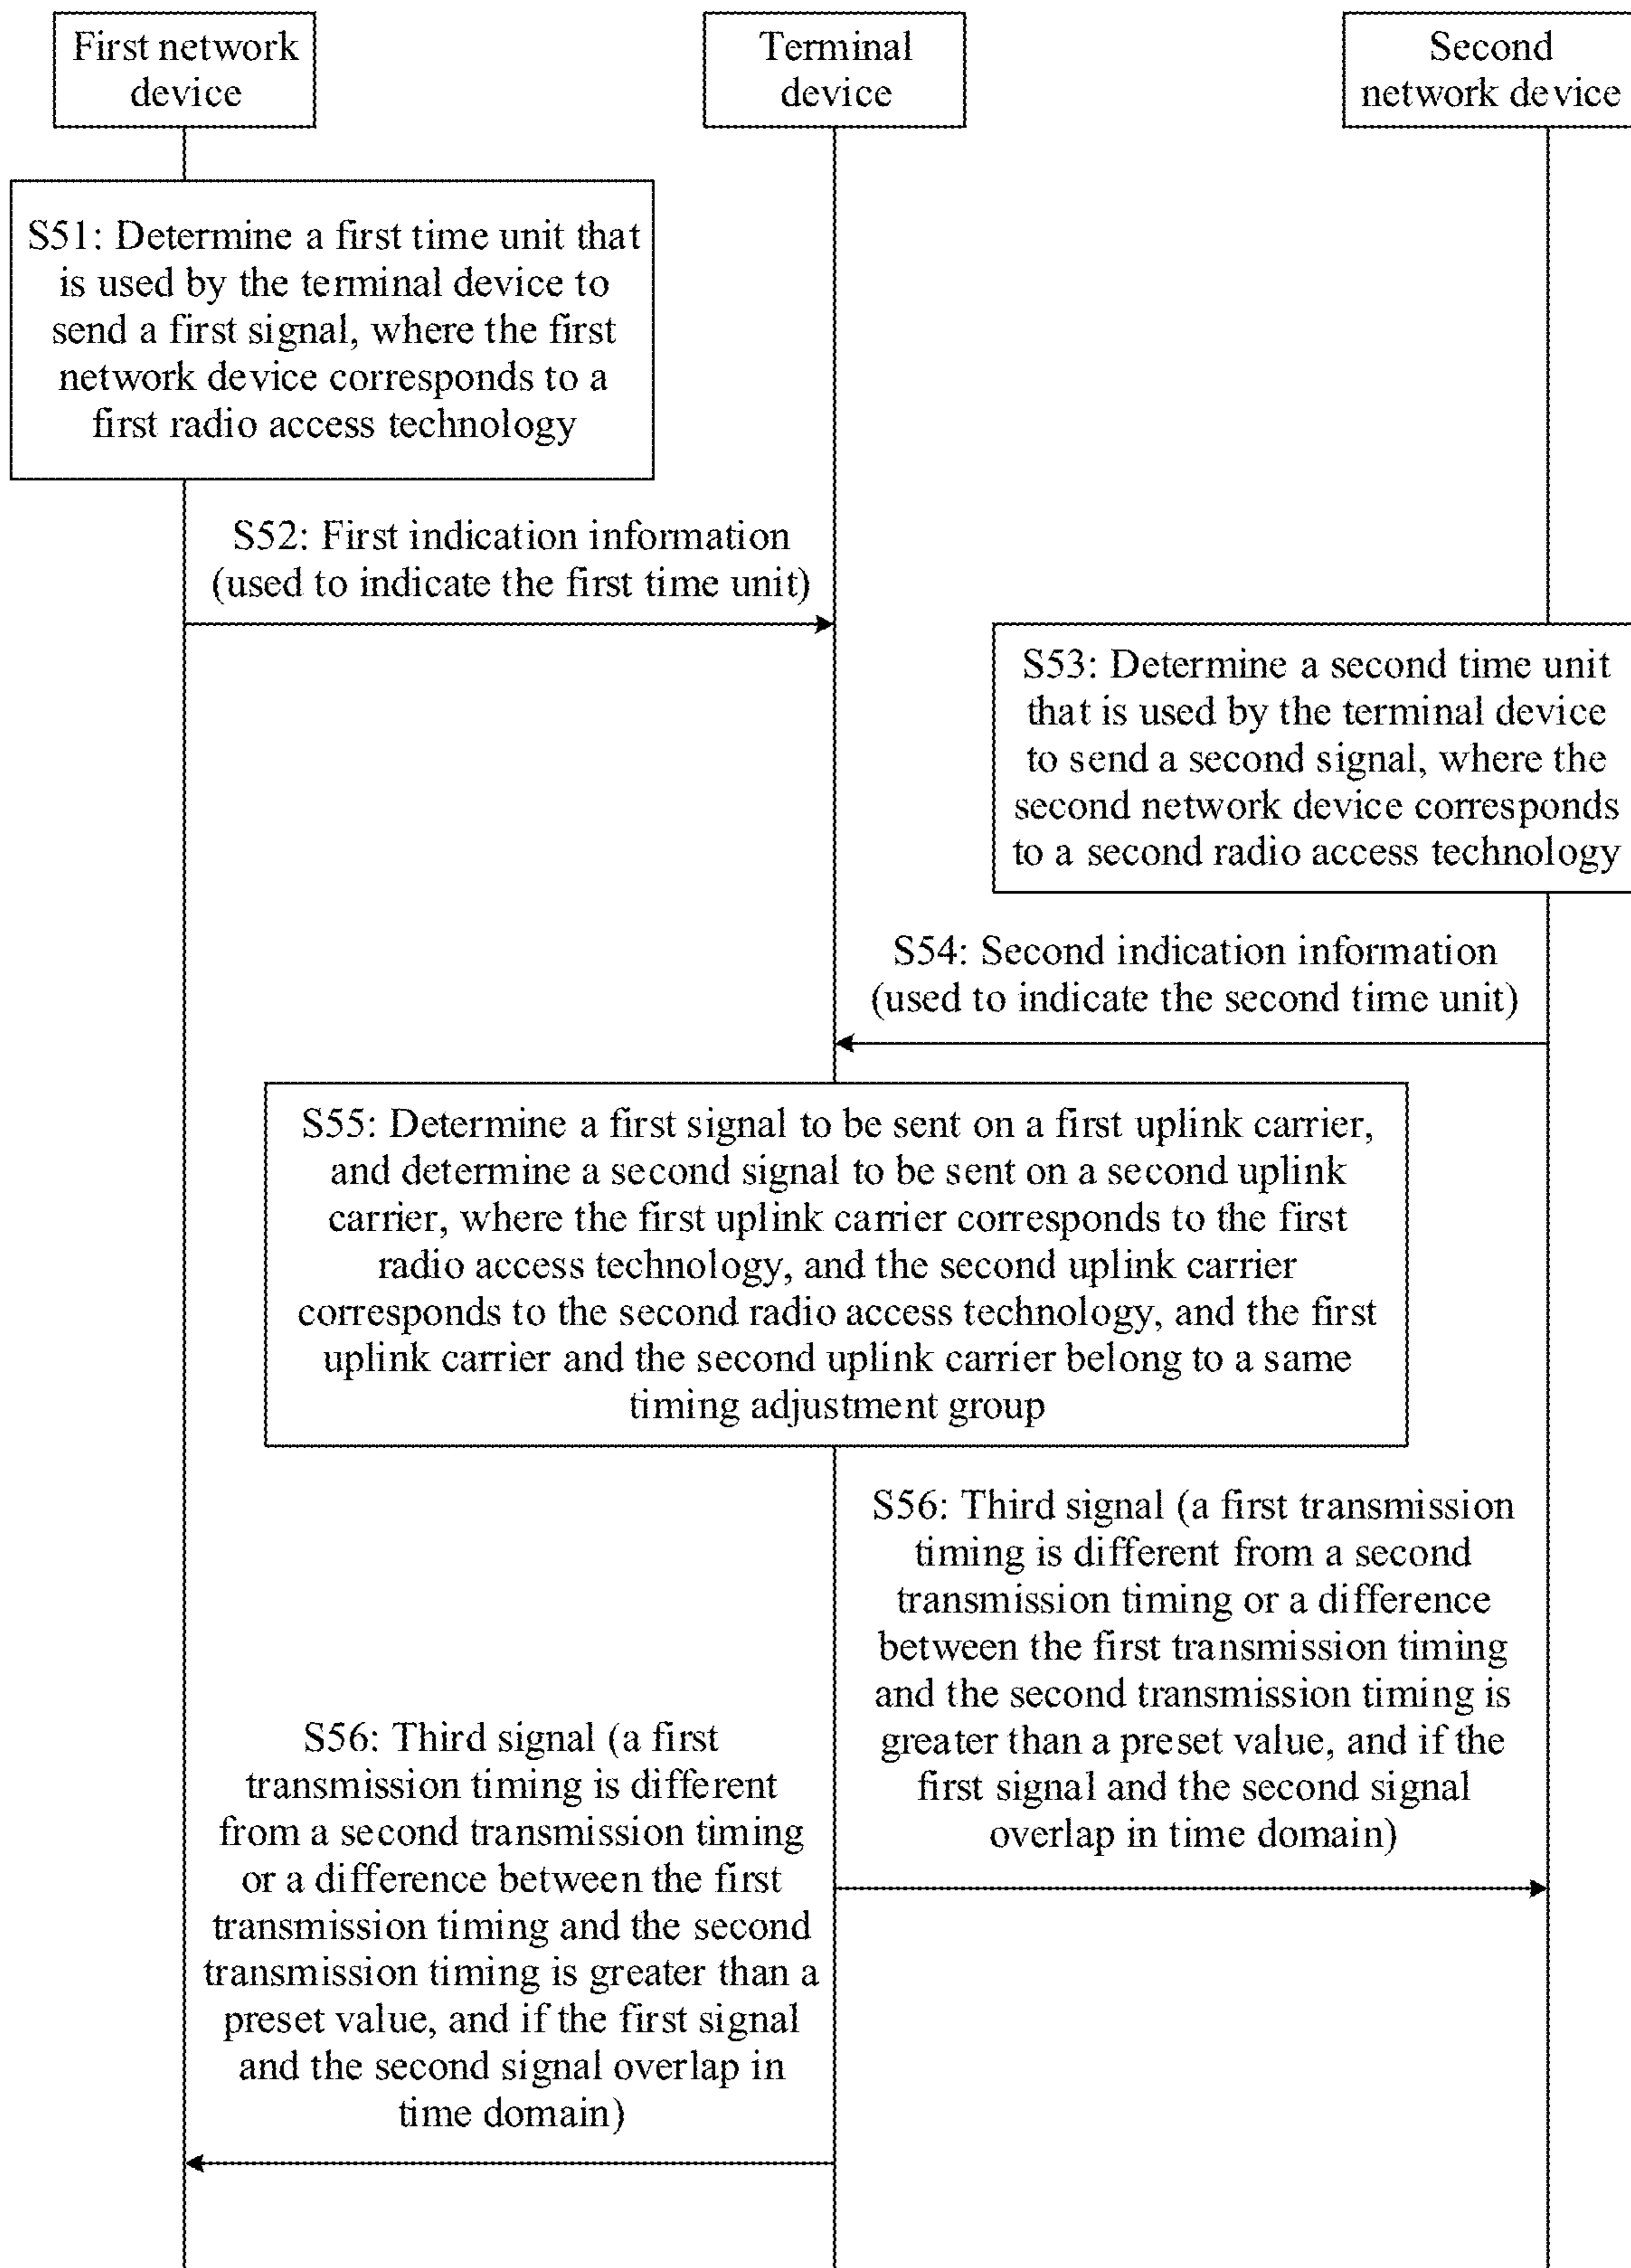 First network
device
Terminal
device
Second
network device
S51: Determine a first time unit that
is used by the terminal device to
send a first signal, where the first
network device corresponds to a
first radio access technology
S52: First indication information
(used to indicate the first time unit)
S53: Determine a second time unit
that is used by the terminal device
to send a second signal, where the
second network device corresponds
to a second radio access technology
S54: Second indication information
(used to indicate the second time unit)
S55: Determine a first signal to be sent on a first uplink carrier,
and determine a second signal to be sent on a second uplink
carrier, where the first uplink carrier corresponds to the first
radio access technology, and the second uplink carrier
corresponds to the second radio access technology, and the first
uplink carrier and the second uplink carrier belong to a same
timing adjustment group
S56: Third signal (a first transmission
timing is different from a second
transmission timing or a difference
between the first transmission timing
and the second transmission timing is
greater than a preset value, and if the
first signal and the second signal
overlap in time domain)
S56: Third signal (a first
transmission timing is different
from a second transmission timing
or a difference between the first
transmission timing and the second
transmission timing is greater than a
preset value, and if the first signal
and the second signal overlap in
time domain)